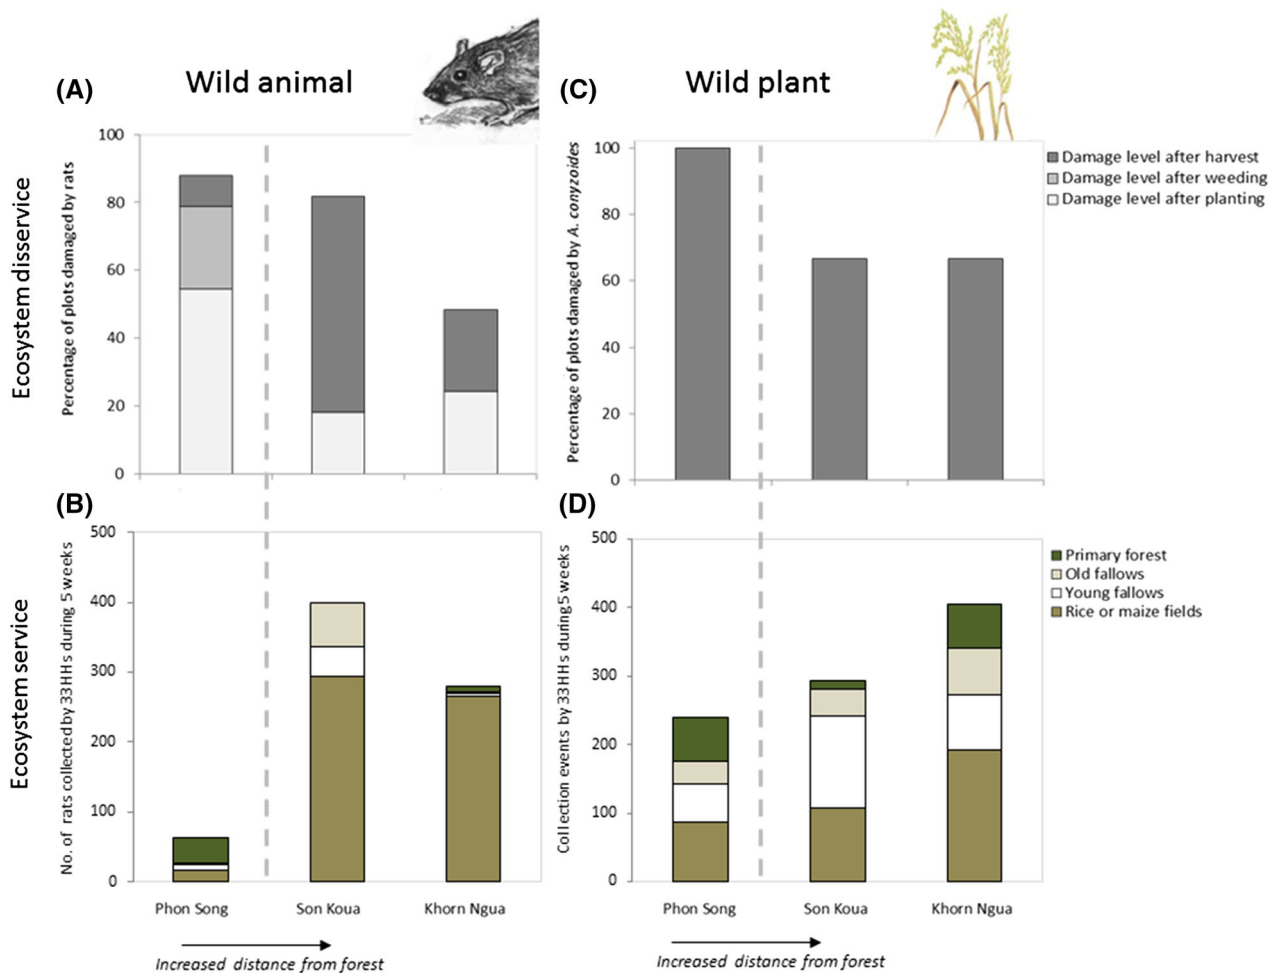 (A)
Wild animal
Percentage of plots damaged by rats
100
80
60
40
20
0
Ecosystem disservice
(C)
Wild plant
Percentage of plots damaged by A. conyzoides
100
80
60
40
20
0
Damage level after harvest
Damage level after weeding
Damage level after planting
(B)
No. of rats collected by 33HHs during 5 weeks
500
400
300
200
100
0
Ecosystem service
Phon Song
Son Koua
Khorn Ngua
Increased distance from forest
(D)
Collection events by 33HHs during 5 weeks
500
400
300
200
100
0
Primary forest
Old fallows
Young fallows
Rice or maize fields
Phon Song
Son Koua
Khorn Ngua
Increased distance from forest